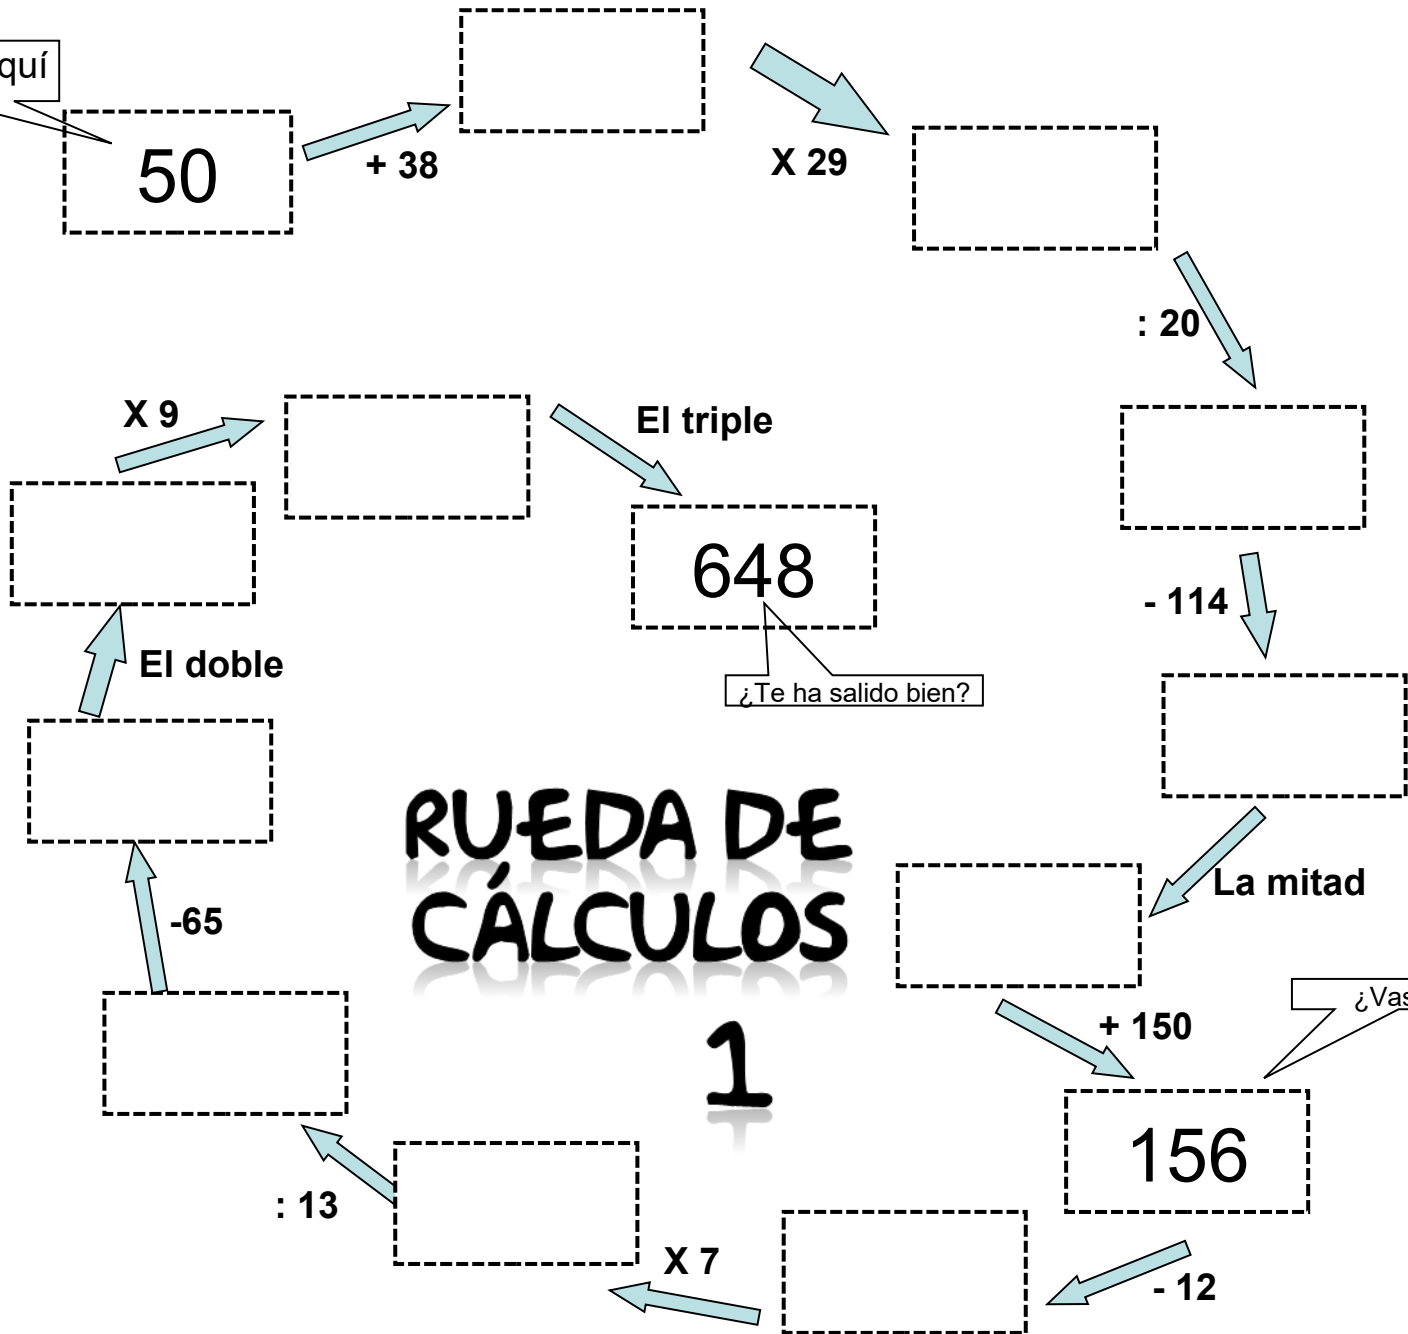 quí
50
+ 38
X 29
: 20
- 114
La mitad
+ 150
¿Vas
156
- 12
X 7
: 13
-65
El doble
X 9
El triple
648
¿Te ha salido bien?
RUEDA DE
CÁLCULOS
1